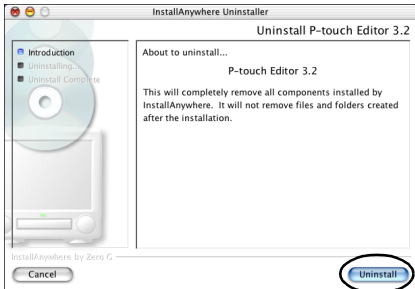 InstallAnywhere Uninstaller
Uninstall P-touch Editor 3.2
Introduction
Uninstalling...
Uninstall Complete
About to uninstall...
P-touch Editor 3.2
This will completely remove all components installed by
InstallAnywhere. It will not remove files and folders created
after the installation.
InstallAnywhere by Zero G
Cancel
Uninstall